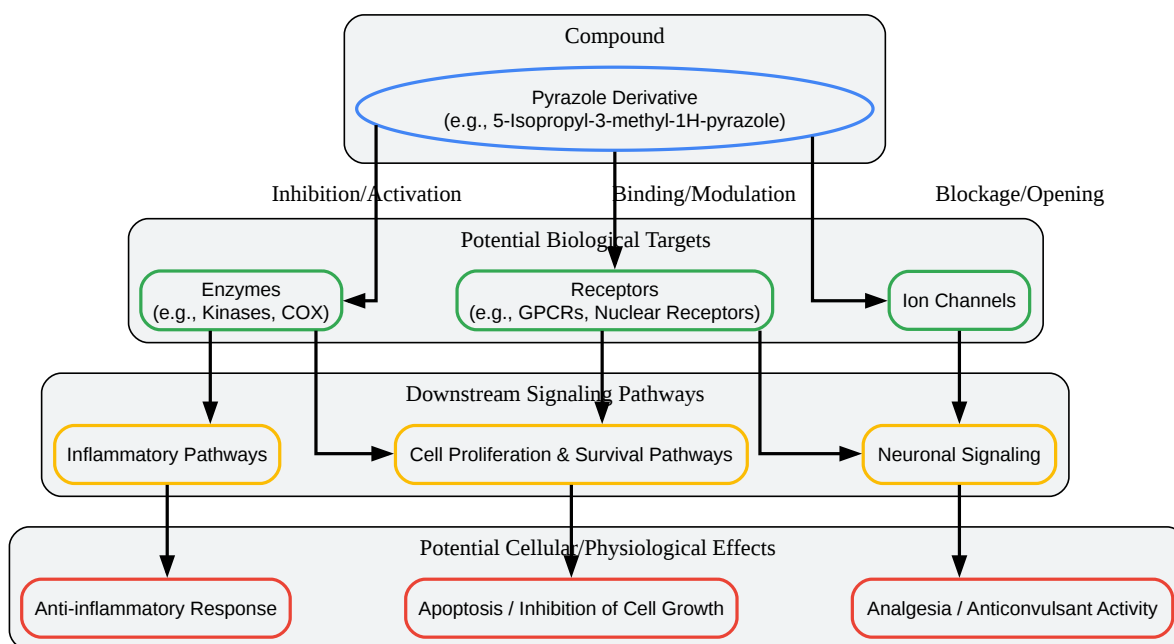 Compound
Pyrazole Derivative
(e.g., 5-Isopropyl-3-methyl-1H-pyrazole)
Inhibition/Activation
Binding/Modulation
Blockage/Opening
Potential Biological Targets
Enzymes
(e.g., Kinases, COX)
Receptors
(e.g., GPCRs, Nuclear Receptors)
Ion Channels
Downstream Signaling Pathways
Inflammatory Pathways
Cell Proliferation & Survival Pathways
Neuronal Signaling
Potential Cellular/Physiological Effects
Anti-inflammatory Response
Apoptosis / Inhibition of Cell Growth
Analgesia / Anticonvulsant Activity